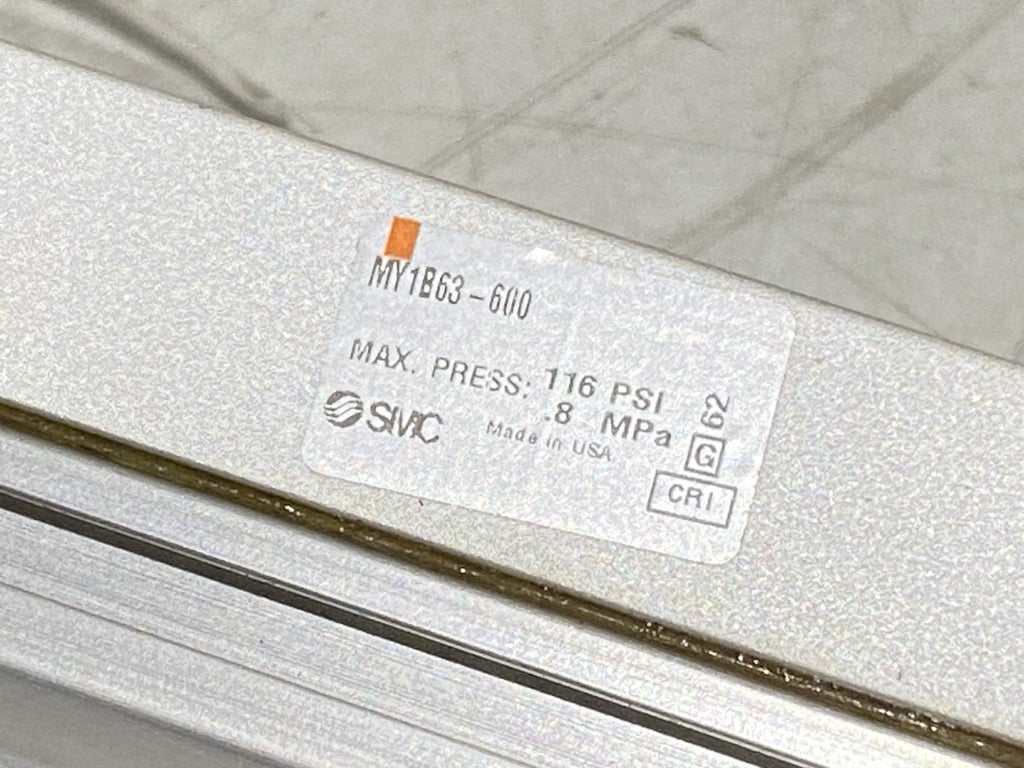 MY1B63-600
MAX. PRESS: 116 PSI
.8 MPa
SMC
Made in USA
62
G
CRI